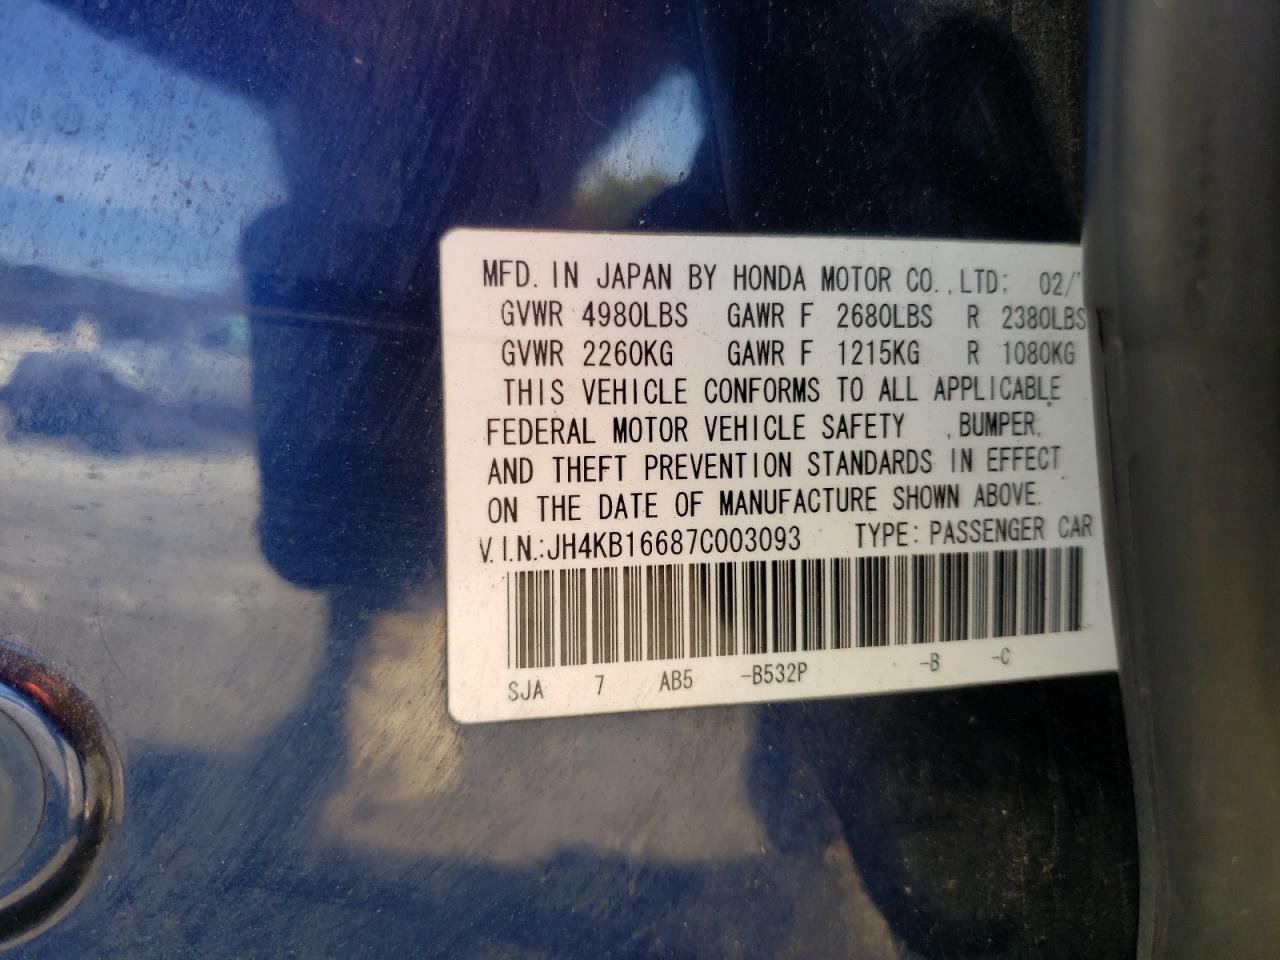 MFD. IN JAPAN BY HONDA MOTOR CO., LTD; 02/
GVWR 4980LBS GAWR F 2680LBS R 2380LBS
GVWR 2260KG GAWR F 1215KG R 1080KG
THIS VEHICLE CONFORMS TO ALL APPLICABLE
FEDERAL MOTOR VEHICLE SAFETY , BUMPER,
AND THEFT PREVENTION STANDARDS IN EFFECT
ON THE DATE OF MANUFACTURE SHOWN ABOVE.
V.I.N.:JH4KB16687C003093 TYPE: PASSENGER CAR
SJA 7 AB5 -B532P -B -C